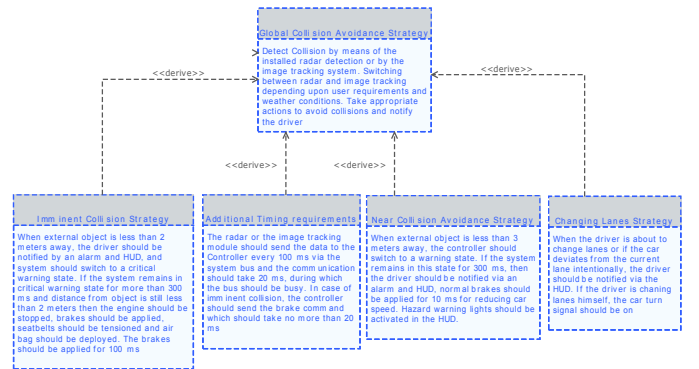 Global Collision Avoidance Strategy
Detect Collision by means of the
installed radar detection or by the
image tracking system. Switching
between radar and image tracking
depending upon user requirements and
weather conditions. Take appropriate
actions to avoid collisions and notify
the driver
<<derive>>
<<derive>>
<<derive>>
<<derive>>
Imminent Collision Strategy
When external object is less than 2
meters away, the driver should be
notified by an alarm and HUD, and
system should switch to a critical
warning state. If the system remains in
critical warning state for more than 300
ms and distance from object is still less
than 2 meters then the engine should be
stopped, brakes should be applied,
seatbelts should be tensioned and air
bag should be deployed. The brakes
should be applied for 100 ms
Additional Timing requirements
The radar or the image tracking
module should send the data to the
Controller every 100 ms via the
system bus and the communication
should take 20 ms, during which
the bus should be busy. In case of
imminent collision, the controller
should send the brake command
which should take no more than 20
ms
Near Collision Avoidance Strategy
When external object is less than 3
meters away, the controller should
switch to a warning state. If the system
remains in this state for 300 ms, then
the driver should be notified via an
alarm and HUD, normal brakes should
be applied for 10 ms for reducing car
speed. Hazard warning lights should be
activated in the HUD.
Changing Lanes Strategy
When the driver is about to
change lanes or if the car
deviates from the current
lane intentionally, the driver
should be notified via the
HUD. If the driver is chaning
lanes himself, the car turn
signal should be on